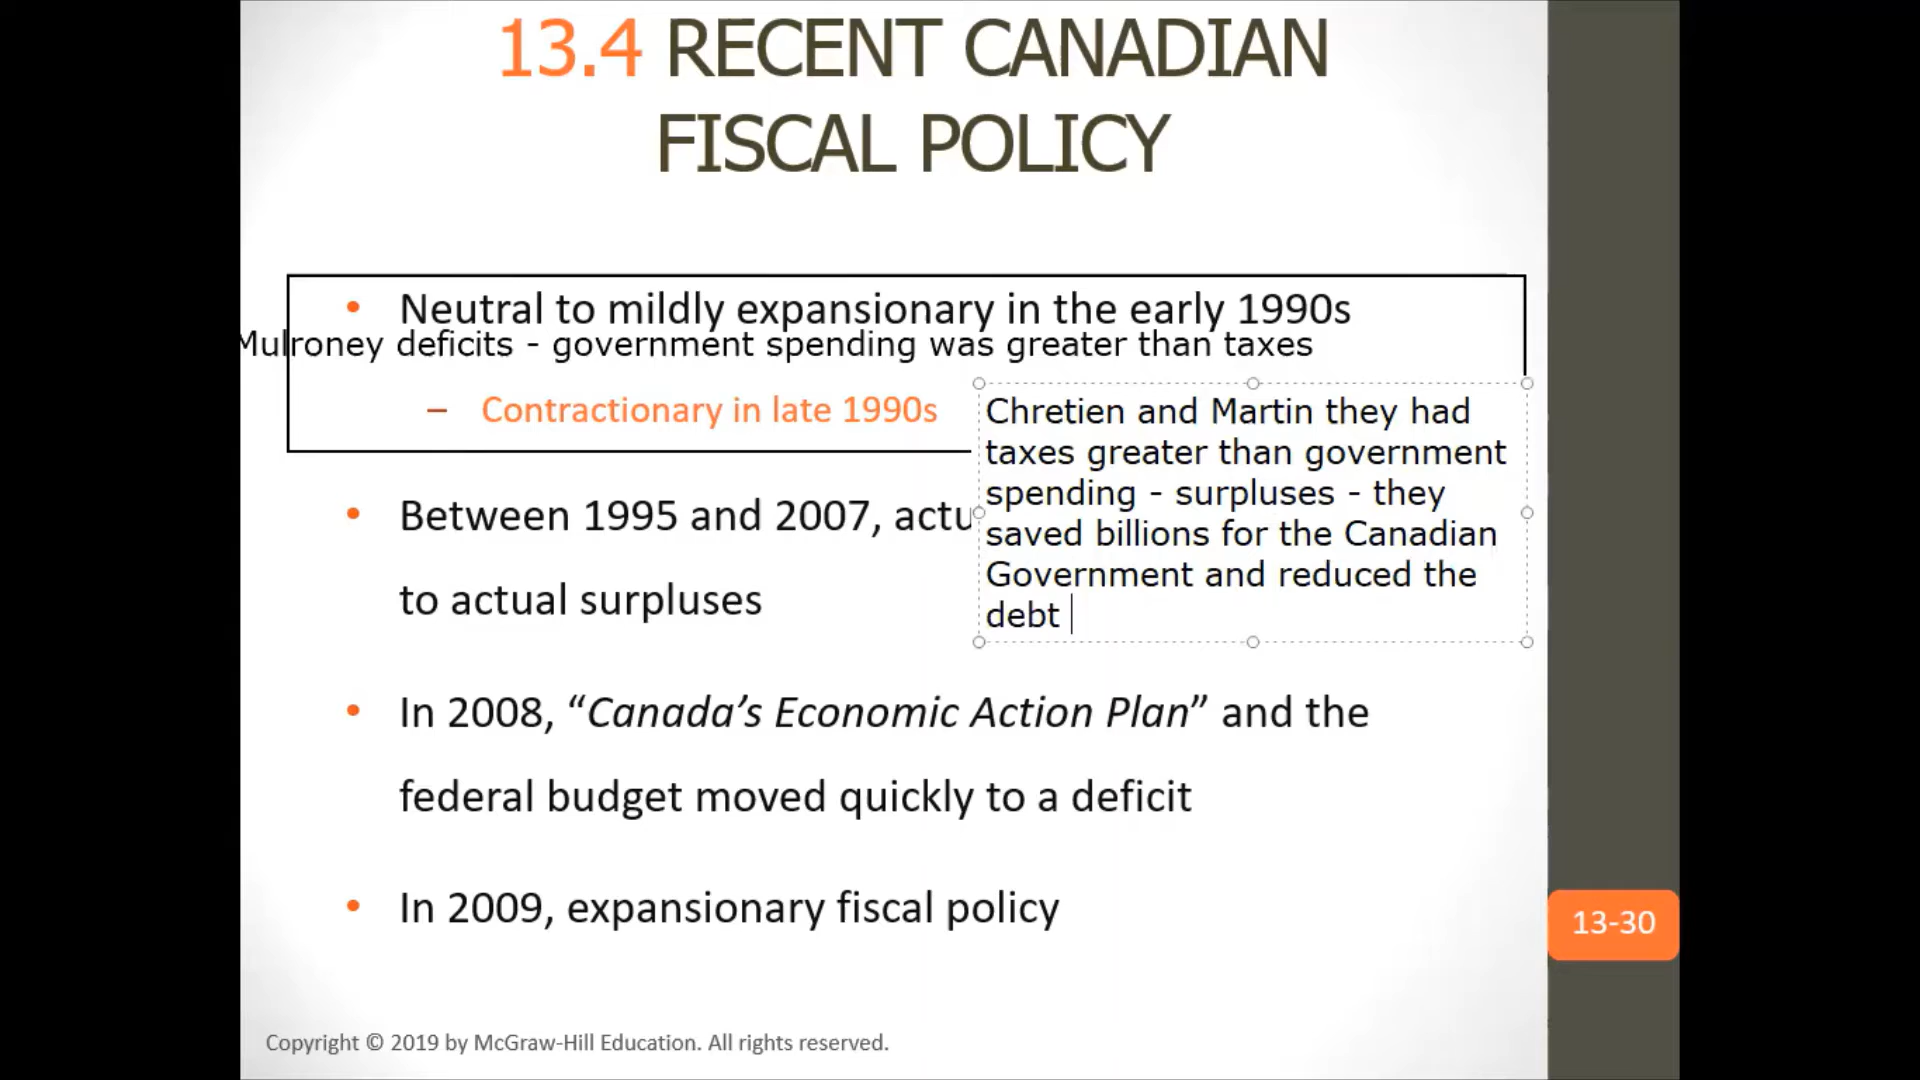 13.4 RECENT CANADIAN
FISCAL POLICY
• Neutral to mildly expansionary in the early 1990s
Mulroney deficits - government spending was greater than taxes
– Contractionary in late 1990s
Chretien and Martin they had
taxes greater than government
spending - surpluses - they
saved billions for the Canadian
Government and reduced the
debt
• Between 1995 and 2007,
to actual surpluses
• In 2008, “Canada’s Economic Action Plan” and the
federal budget moved quickly to a deficit
• In 2009, expansionary fiscal policy
13-30
Copyright © 2019 by McGraw-Hill Education. All rights reserved.